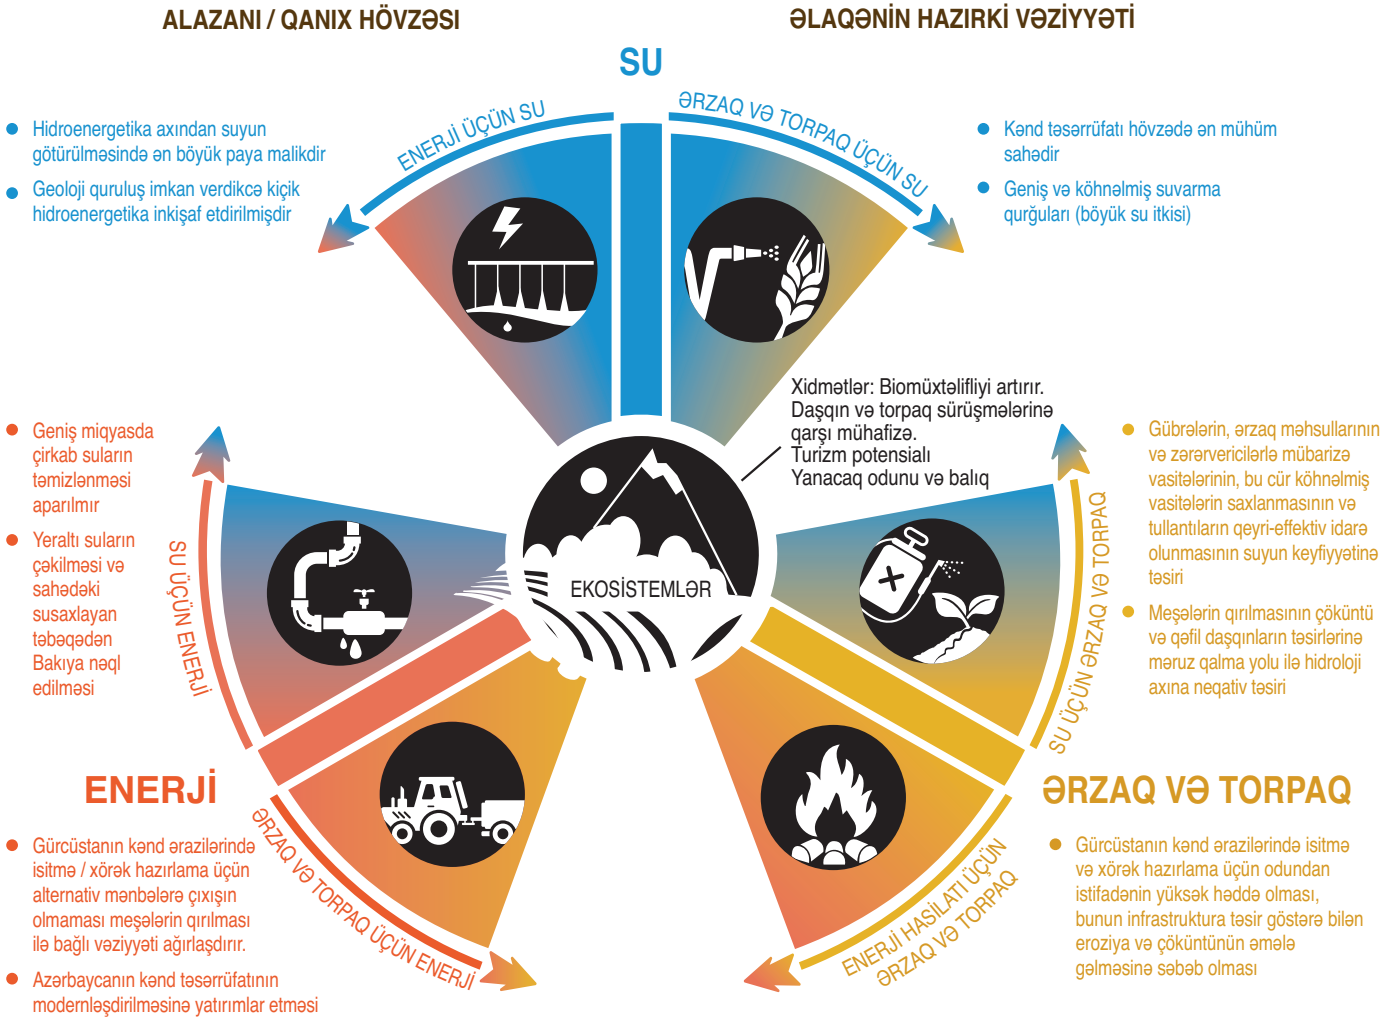 ALAZANI / QANIX HÖVZƏSI
ƏLAQƏNİN HAZIRKİ VƏZİYYƏTİ
SU
ENERJİ ÜÇÜN SU
ƏRZAQ VƏ TORPAQ ÜÇÜN SU
Hidroenergetika axından suyun
götürülməsində ən böyük paya malikdir
Geoloji quruluş imkan verdikcə kiçik
hidroenergetika inkişaf etdirilmişdir
Kənd təsərrüfatı hövzədə ən mühüm
sahədir
Geniş və köhnəlmiş suvarma
qurğuları (böyük su itkisi)
Xidmətlər: Biomüxtəlifliyi artırır.
Daşqın və torpaq sürüşmələrinə
qarşı mühafizə.
Turizm potensialı
Yanacaq odunu və balıq
EKOSİSTEMLƏR
Geniş miqyasda
çirkab suların
təmizlənməsi
aparılmır
Yeraltı suların
çəkilməsi və
sahədəki
susaxlayan
təbəqədən
Bakıya nəql
edilməsi
SU ÜÇÜN ENERJİ
Gübrələrin, ərzaq məhsullarının
və zərərvericilərlə mübarizə
vasitələrinin, bu cür köhnəlmiş
vasitələrin saxlanmasının və
tullantıların qeyri-effektiv idarə
olunmasının suyun keyfiyyətinə
təsiri
Meşələrin qırılmasının çöküntü
və qəfil daşqınların təsirlərinə
məruz qalma yolu ilə hidroloji
axına neqativ təsiri
SU ÜÇÜN ƏRZAQ VƏ TORPAQ
ENERJİ
Gürcüstanın kənd ərazilərində
isitmə / xörək hazırlama üçün
alternativ mənbələrə çıxışın
olmaması meşələrin qırılması
ilə bağlı vəziyyəti ağırlaşdırır.
Azərbaycanın kənd təsərrüfatının
modernləşdirilməsinə yatırımlar etməsi
ƏRZAQ VƏ TORPAQ ÜÇÜN ENERJİ
ENERJİ HASİLATI ÜÇÜN
ƏRZAQ VƏ TORPAQ
ƏRZAQ VƏ TORPAQ
Gürcüstanın kənd ərazilərində isitmə
və xörək hazırlama üçün odundan
istifadənin yüksək həddə olması,
bunun infrastruktura təsir göstərə bilən
eroziya və çöküntünün əmələ
gəlməsinə səbəb olması